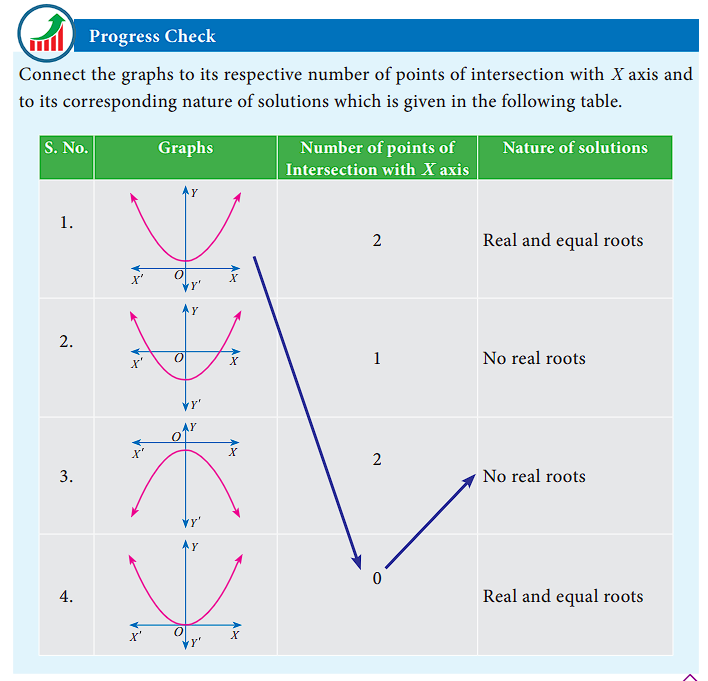 Progress Check
Connect the graphs to its respective number of points of intersection with X axis and
to its corresponding nature of solutions which is given in the following table.
S. No. Graphs Number of points of Intersection with X axis Nature of solutions
1. Y X' O X Y' 2 Real and equal roots
2. Y X' O X Y' 1 No real roots
3. Y O X' X Y' 2 No real roots
4. Y X' O X Y' 0 Real and equal roots